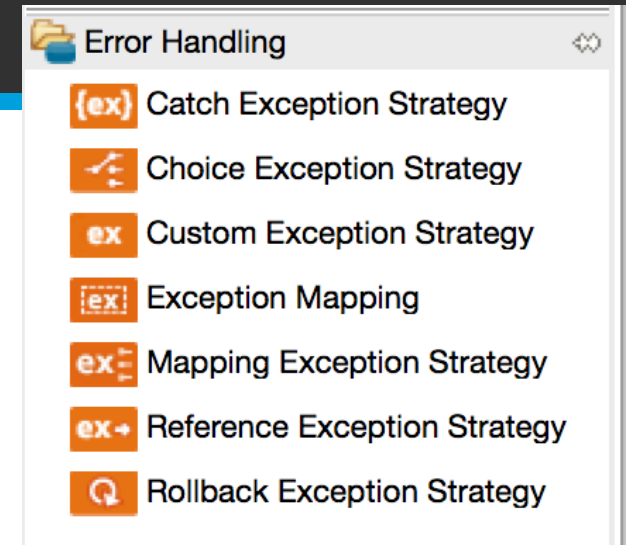 Error Handling
{ex} Catch Exception Strategy
Choice Exception Strategy
ex Custom Exception Strategy
ex Exception Mapping
ex Mapping Exception Strategy
ex Reference Exception Strategy
Rollback Exception Strategy